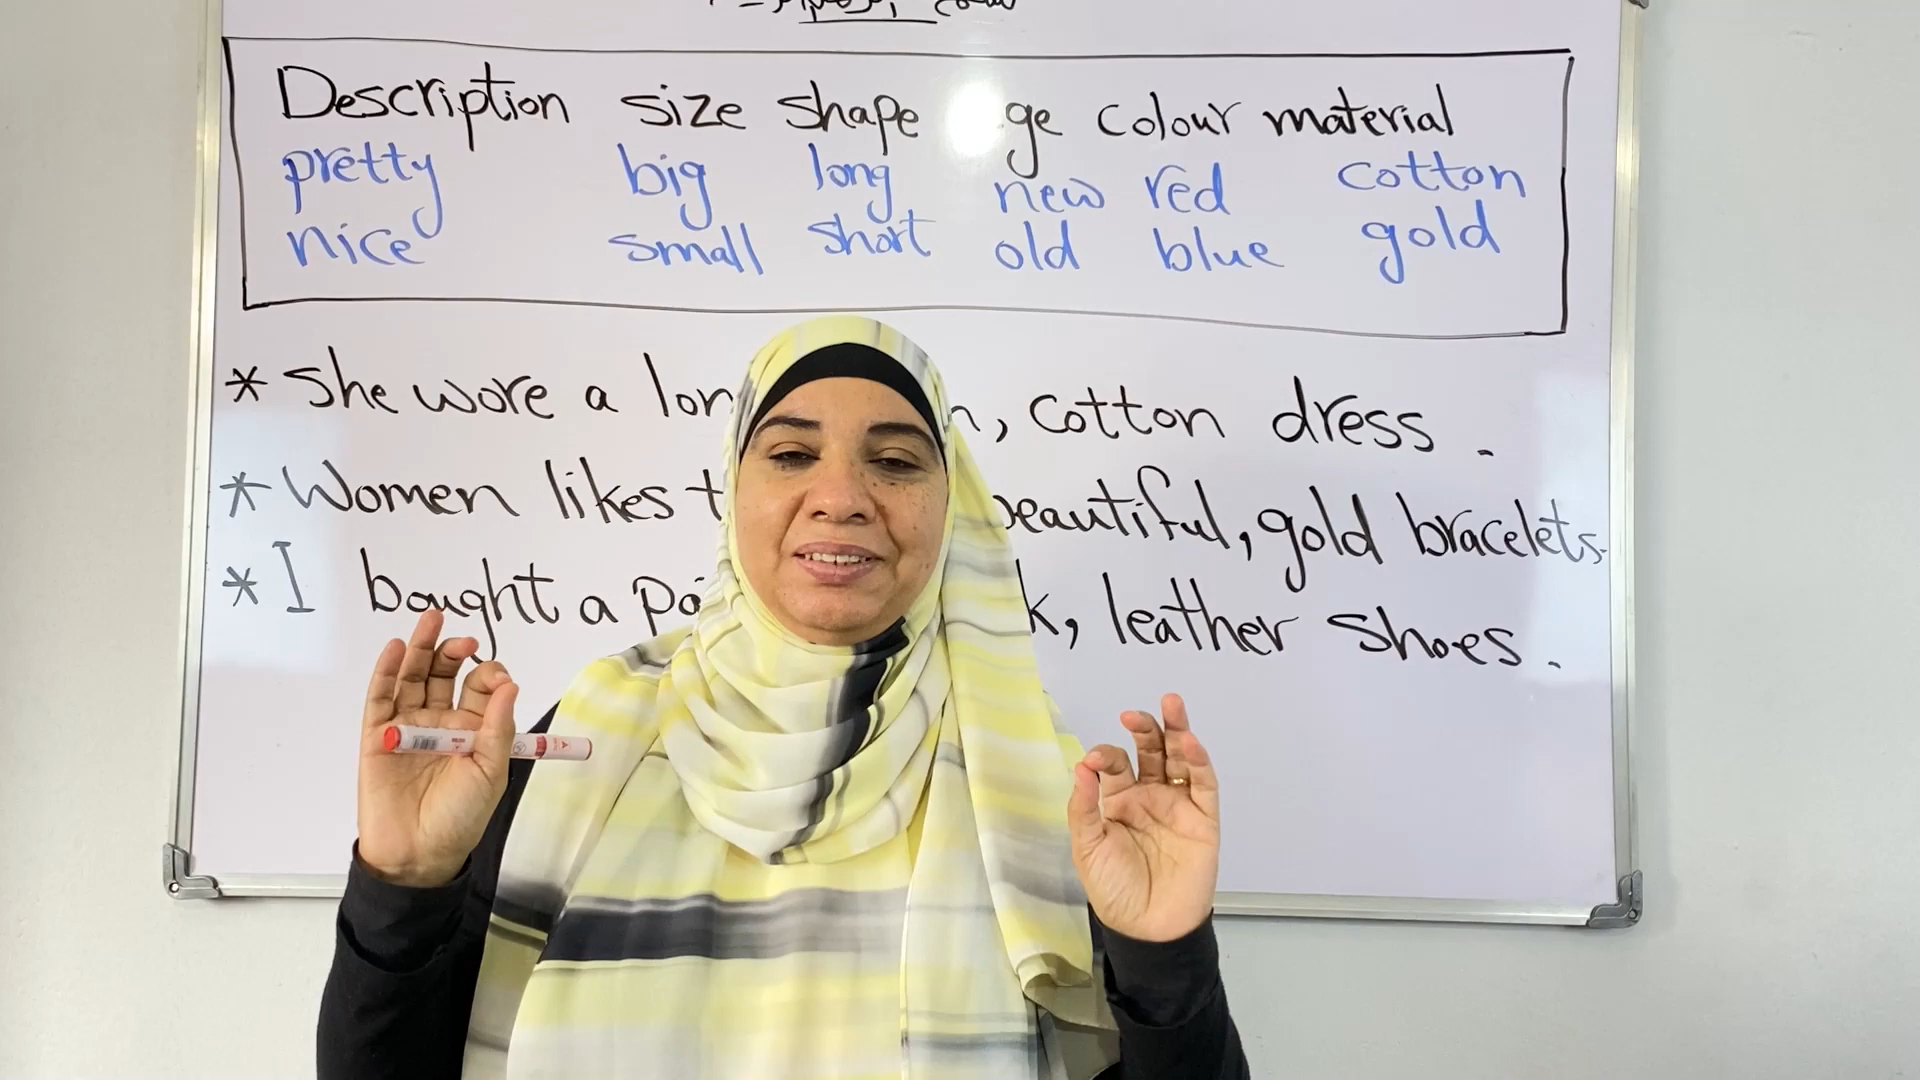 Description size shape ge colour material
pretty big long new red cotton
nice small short old blue gold
* She wore a lon n, cotton dress.
* Women likes t beautiful, gold bracelets.
* I bought a pa k, leather shoes.